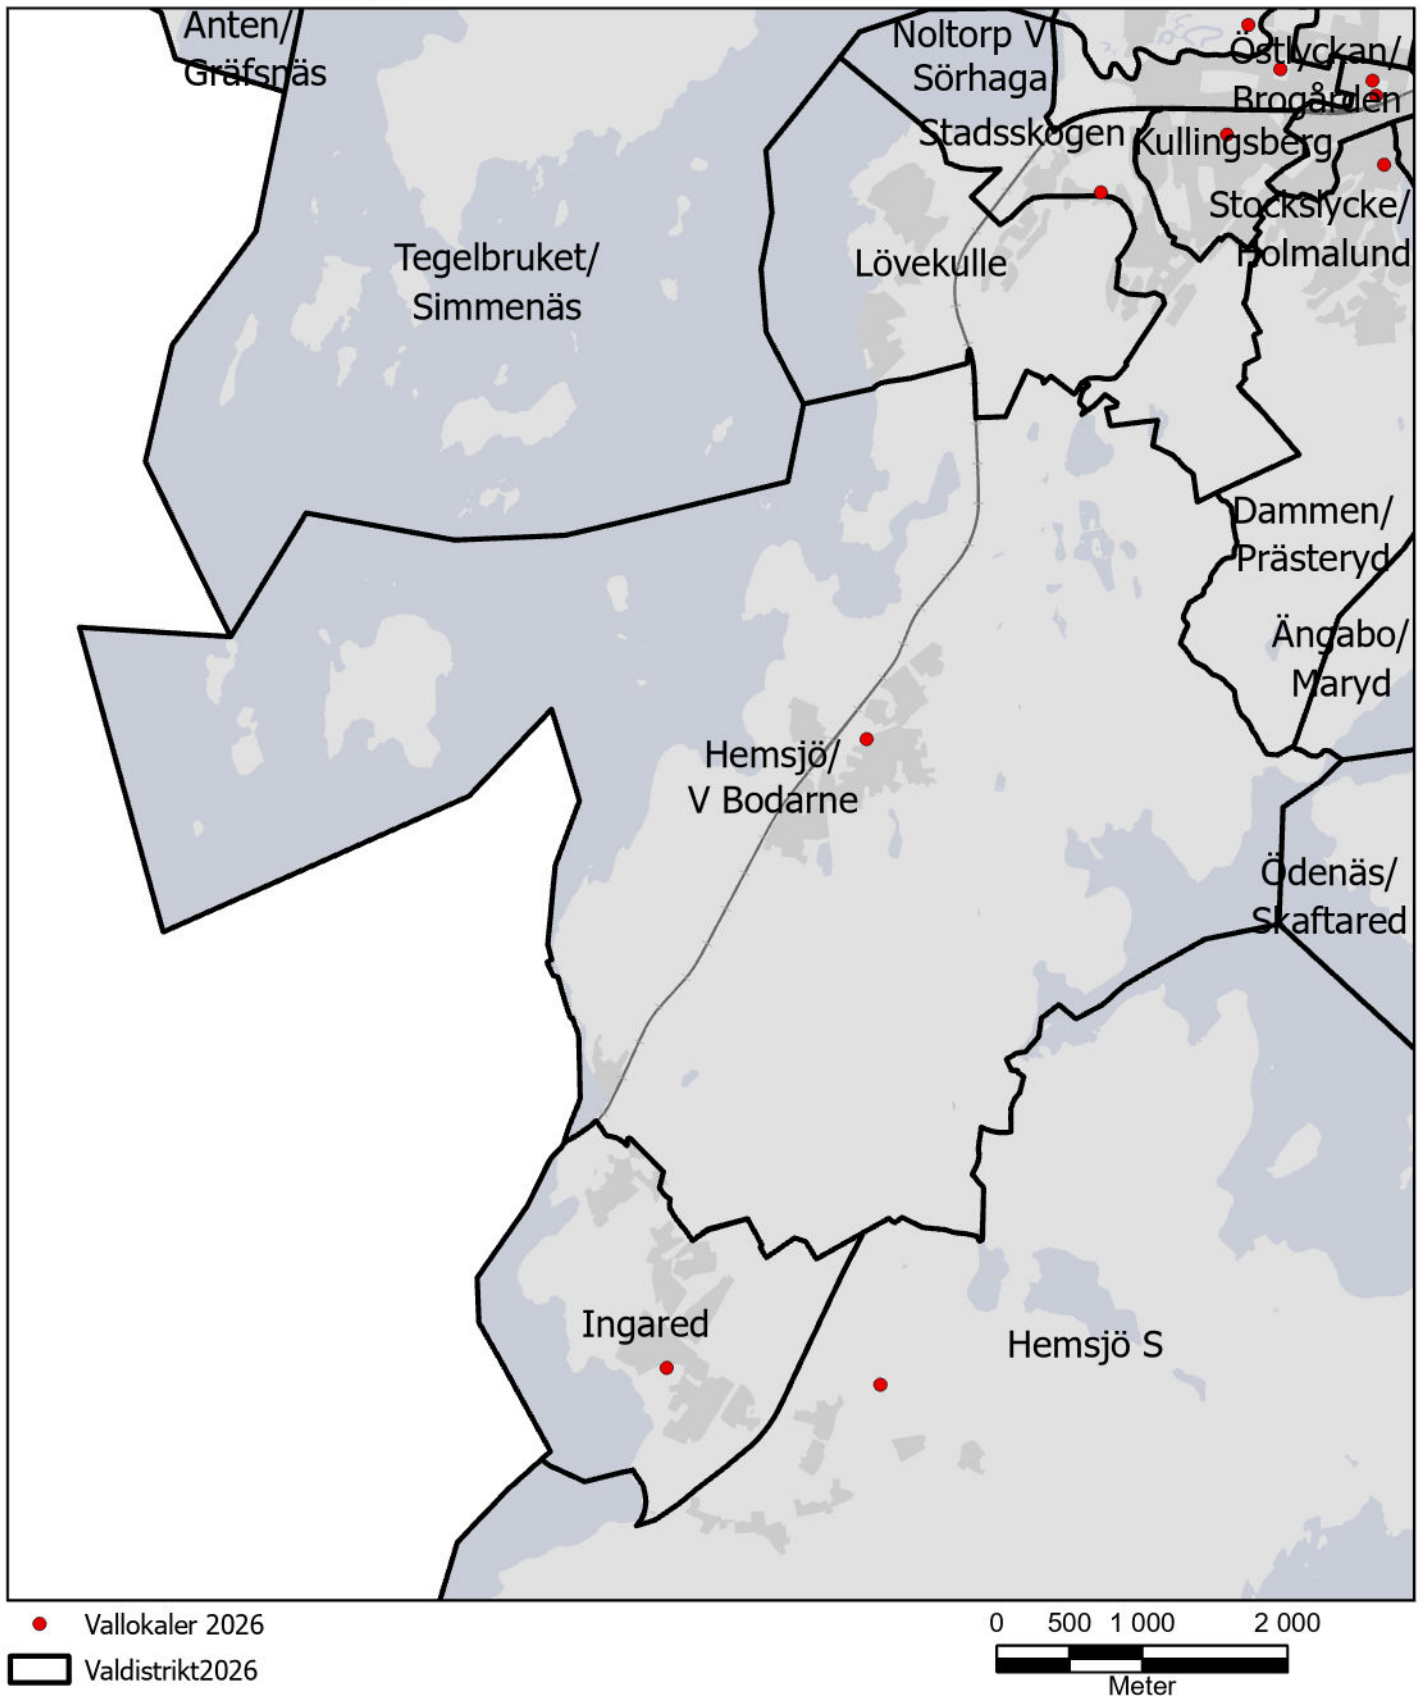 Anten/
Gräfsnäs
Noltorp V
Sörhaga
Östlyckan/
Brogården
Stadsskogen
Kullingsberg
Stockslycke/
Holmalund
Tegelbruket/
Simmenäs
Lövekulle
Dammen/
Prästeryd
Ängabo/
Maryd
Hemsjö/
V Bodarne
Ödenäs/
Skaftared
Ingared
Hemsjö S
Vallokaler 2026
Valdistrikt2026
0 500 1 000 2 000
Meter